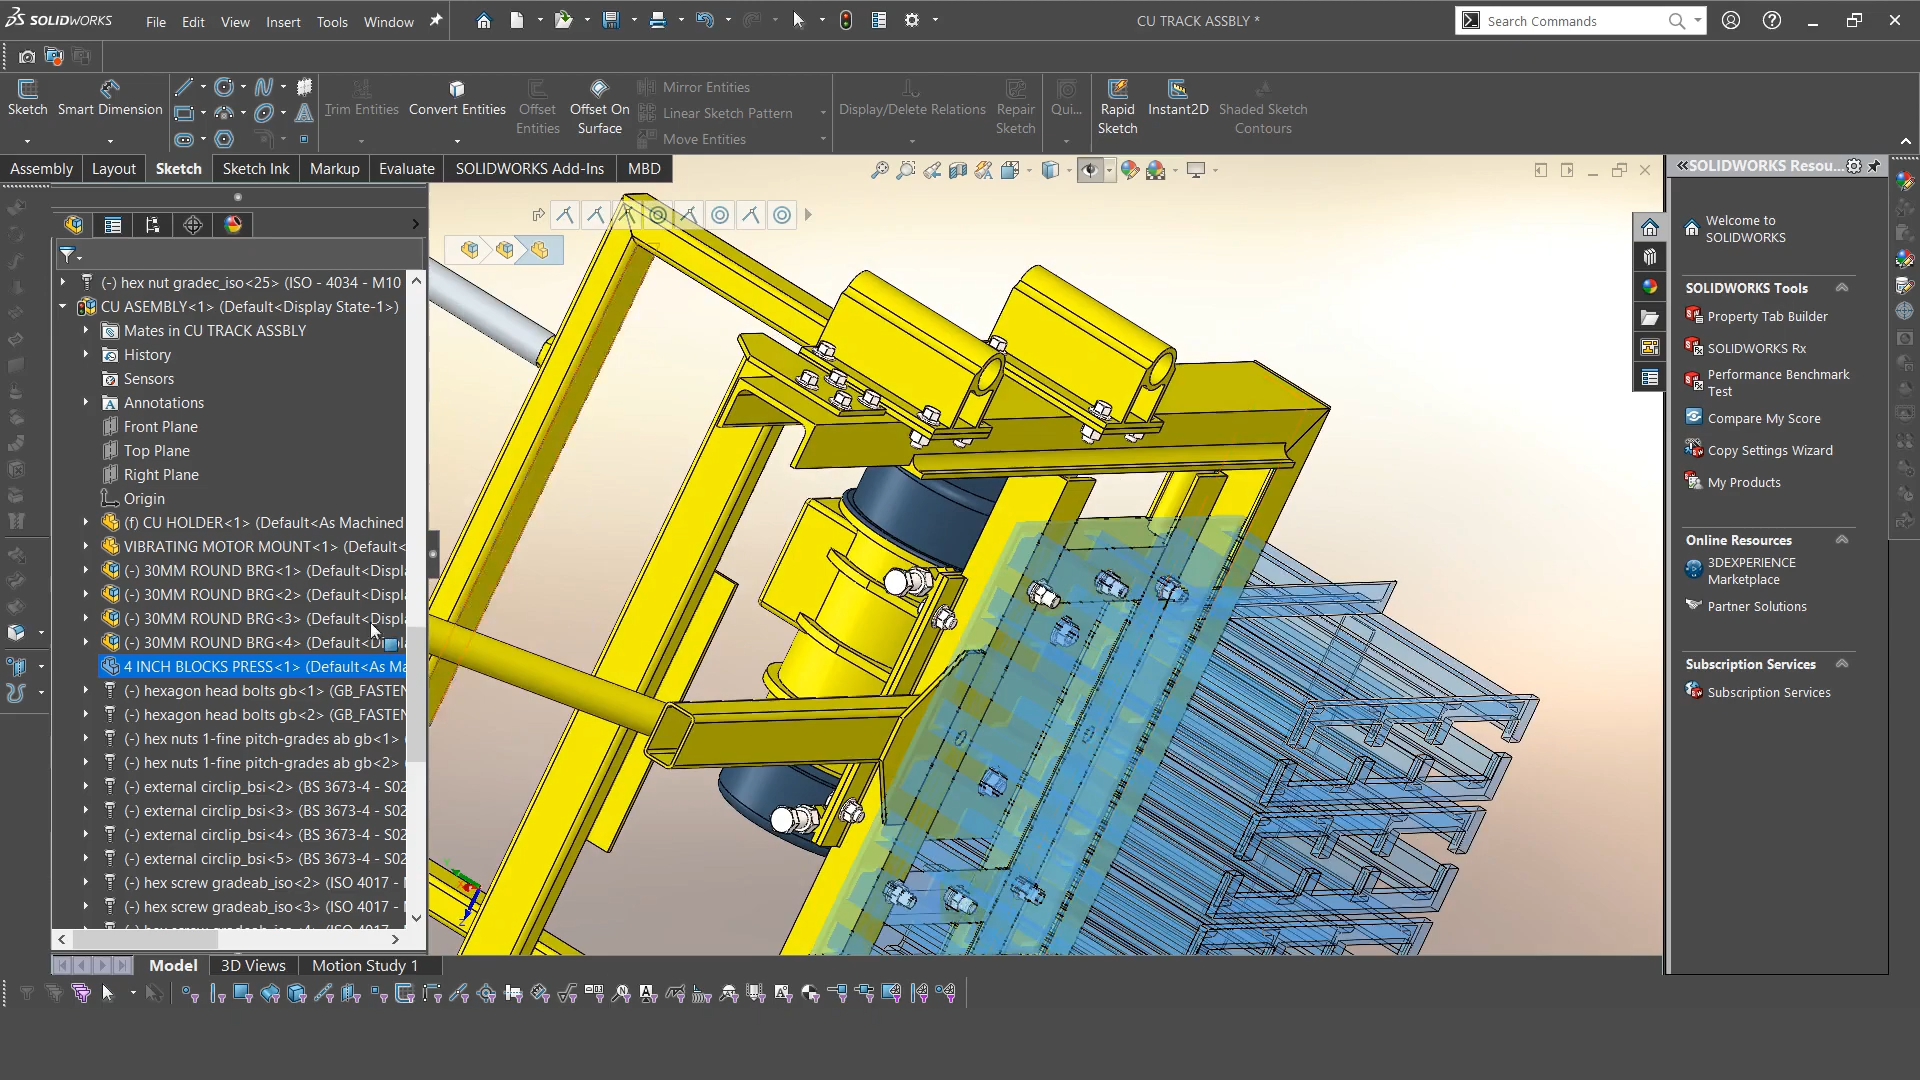 SOLIDWORKS
File Edit View Insert Tools Window
CU TRACK ASSBLY *
Search Commands
Sketch
Smart Dimension
Trim Entities
Convert Entities
Offset
Entities
Offset On
Surface
Mirror Entities
Linear Sketch Pattern
Move Entities
Display/Delete Relations
Repair
Sketch
Qui...
Rapid
Sketch
Instant2D
Shaded Sketch
Contours
Assembly Layout Sketch Sketch Ink Markup Evaluate SOLIDWORKS Add-Ins MBD
(-) hex nut gradec_iso<25> (ISO - 4034 - M10
CU ASEMBLY<1> (Default<Display State-1>)
Mates in CU TRACK ASSBLY
History
Sensors
Annotations
Front Plane
Top Plane
Right Plane
Origin
(f) CU HOLDER<1> (Default<As Machined
VIBRATING MOTOR MOUNT<1> (Default<
(-) 30MM ROUND BRG<1> (Default<Displa
(-) 30MM ROUND BRG<2> (Default<Displa
(-) 30MM ROUND BRG<3> (Default<Displa
(-) 30MM ROUND BRG<4> (Default<Displa
4 INCH BLOCKS PRESS<1> (Default<As Ma
(-) hexagon head bolts gb<1> (GB_FASTEN
(-) hexagon head bolts gb<2> (GB_FASTEN
(-) hex nuts 1-fine pitch-grades ab gb<1> (
(-) hex nuts 1-fine pitch-grades ab gb<2> (
(-) external circlip_bsi<2> (BS 3673-4 - S02
(-) external circlip_bsi<3> (BS 3673-4 - S02
(-) external circlip_bsi<4> (BS 3673-4 - S02
(-) external circlip_bsi<5> (BS 3673-4 - S02
(-) hex screw gradeab_iso<2> (ISO 4017 - M
(-) hex screw gradeab_iso<3> (ISO 4017 - M
Model 3D Views Motion Study 1
SOLIDWORKS Resou...
Welcome to
SOLIDWORKS
SOLIDWORKS Tools
Property Tab Builder
SOLIDWORKS Rx
Performance Benchmark
Test
Compare My Score
Copy Settings Wizard
My Products
Online Resources
3DEXPERIENCE
Marketplace
Partner Solutions
Subscription Services
Subscription Services